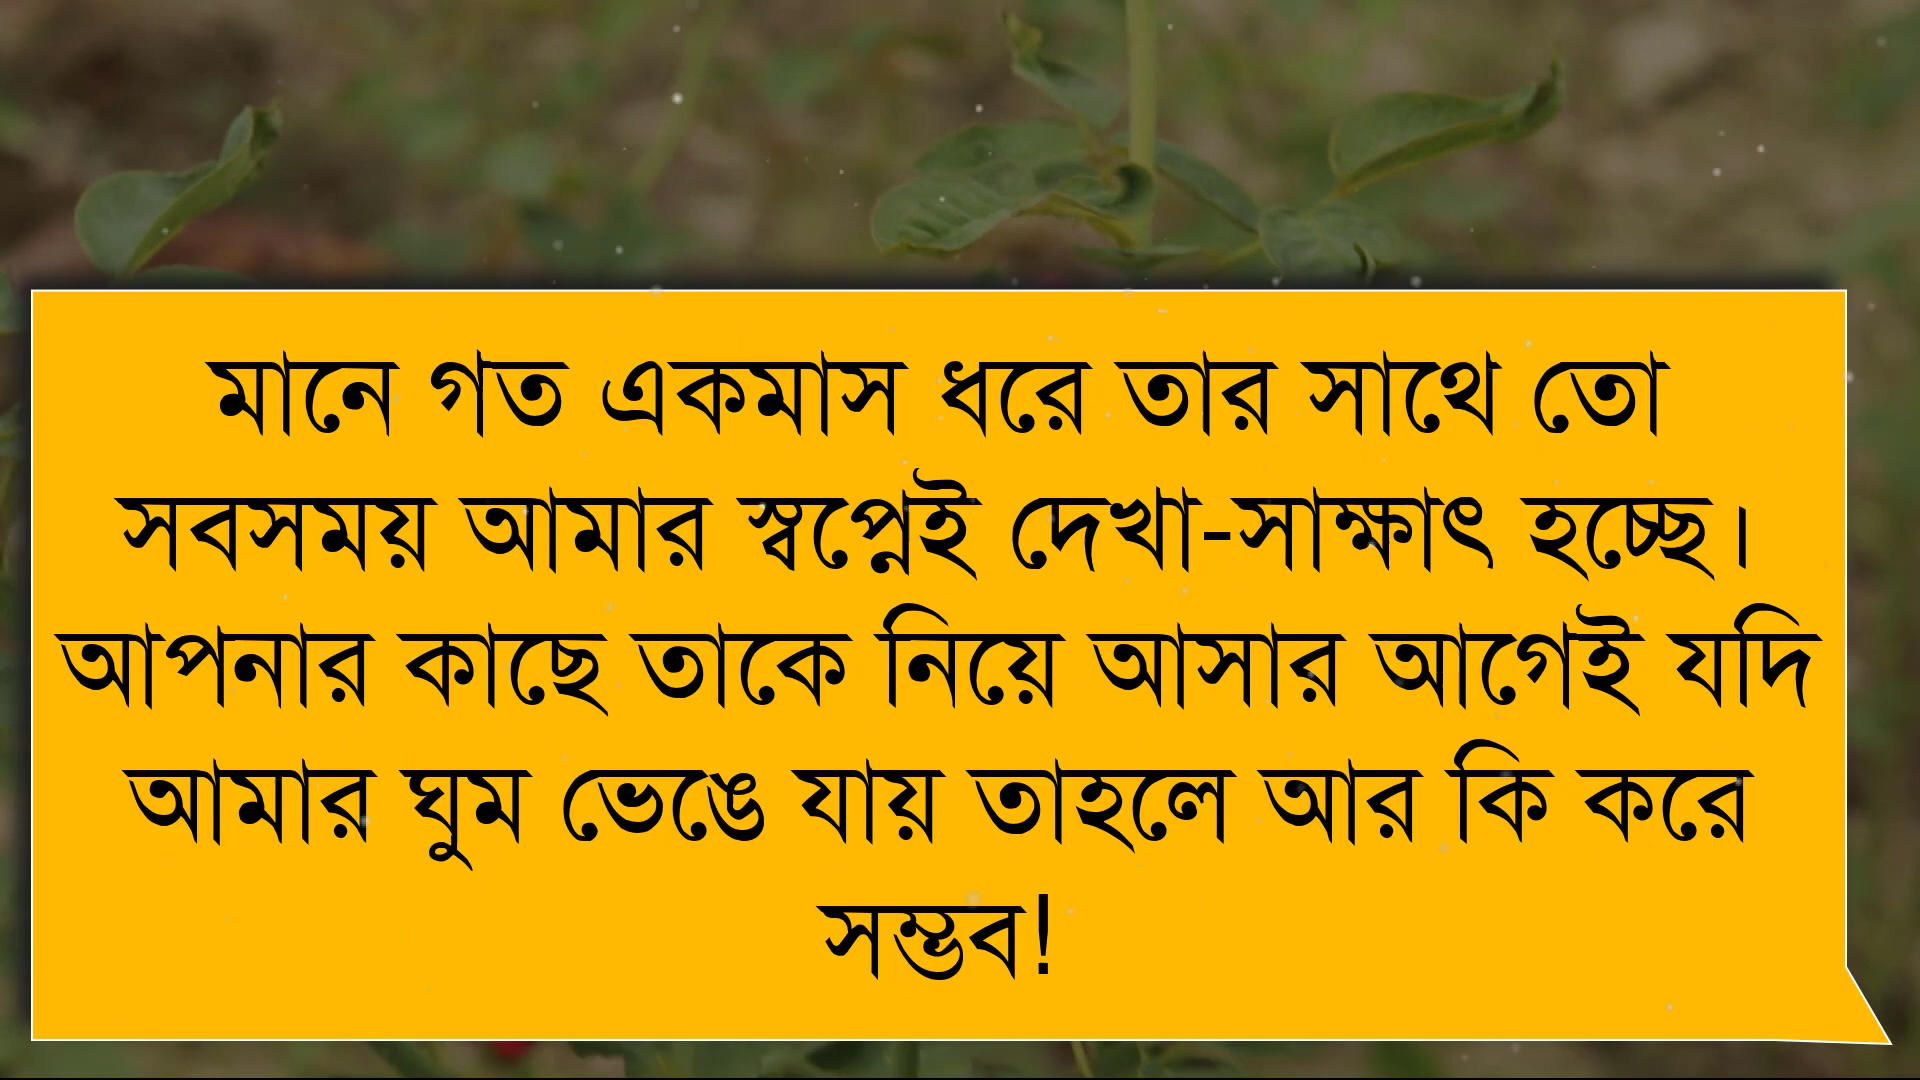 মানে গত একমাস ধরে তার সাথে তো
সবসময় আমার স্বপ্নেই দেখা-সাক্ষাৎ হচ্ছে।
আপনার কাছে তাকে নিয়ে আসার আগেই যদি
আমার ঘুম ভেঙে যায় তাহলে আর কি করে
সম্ভব!